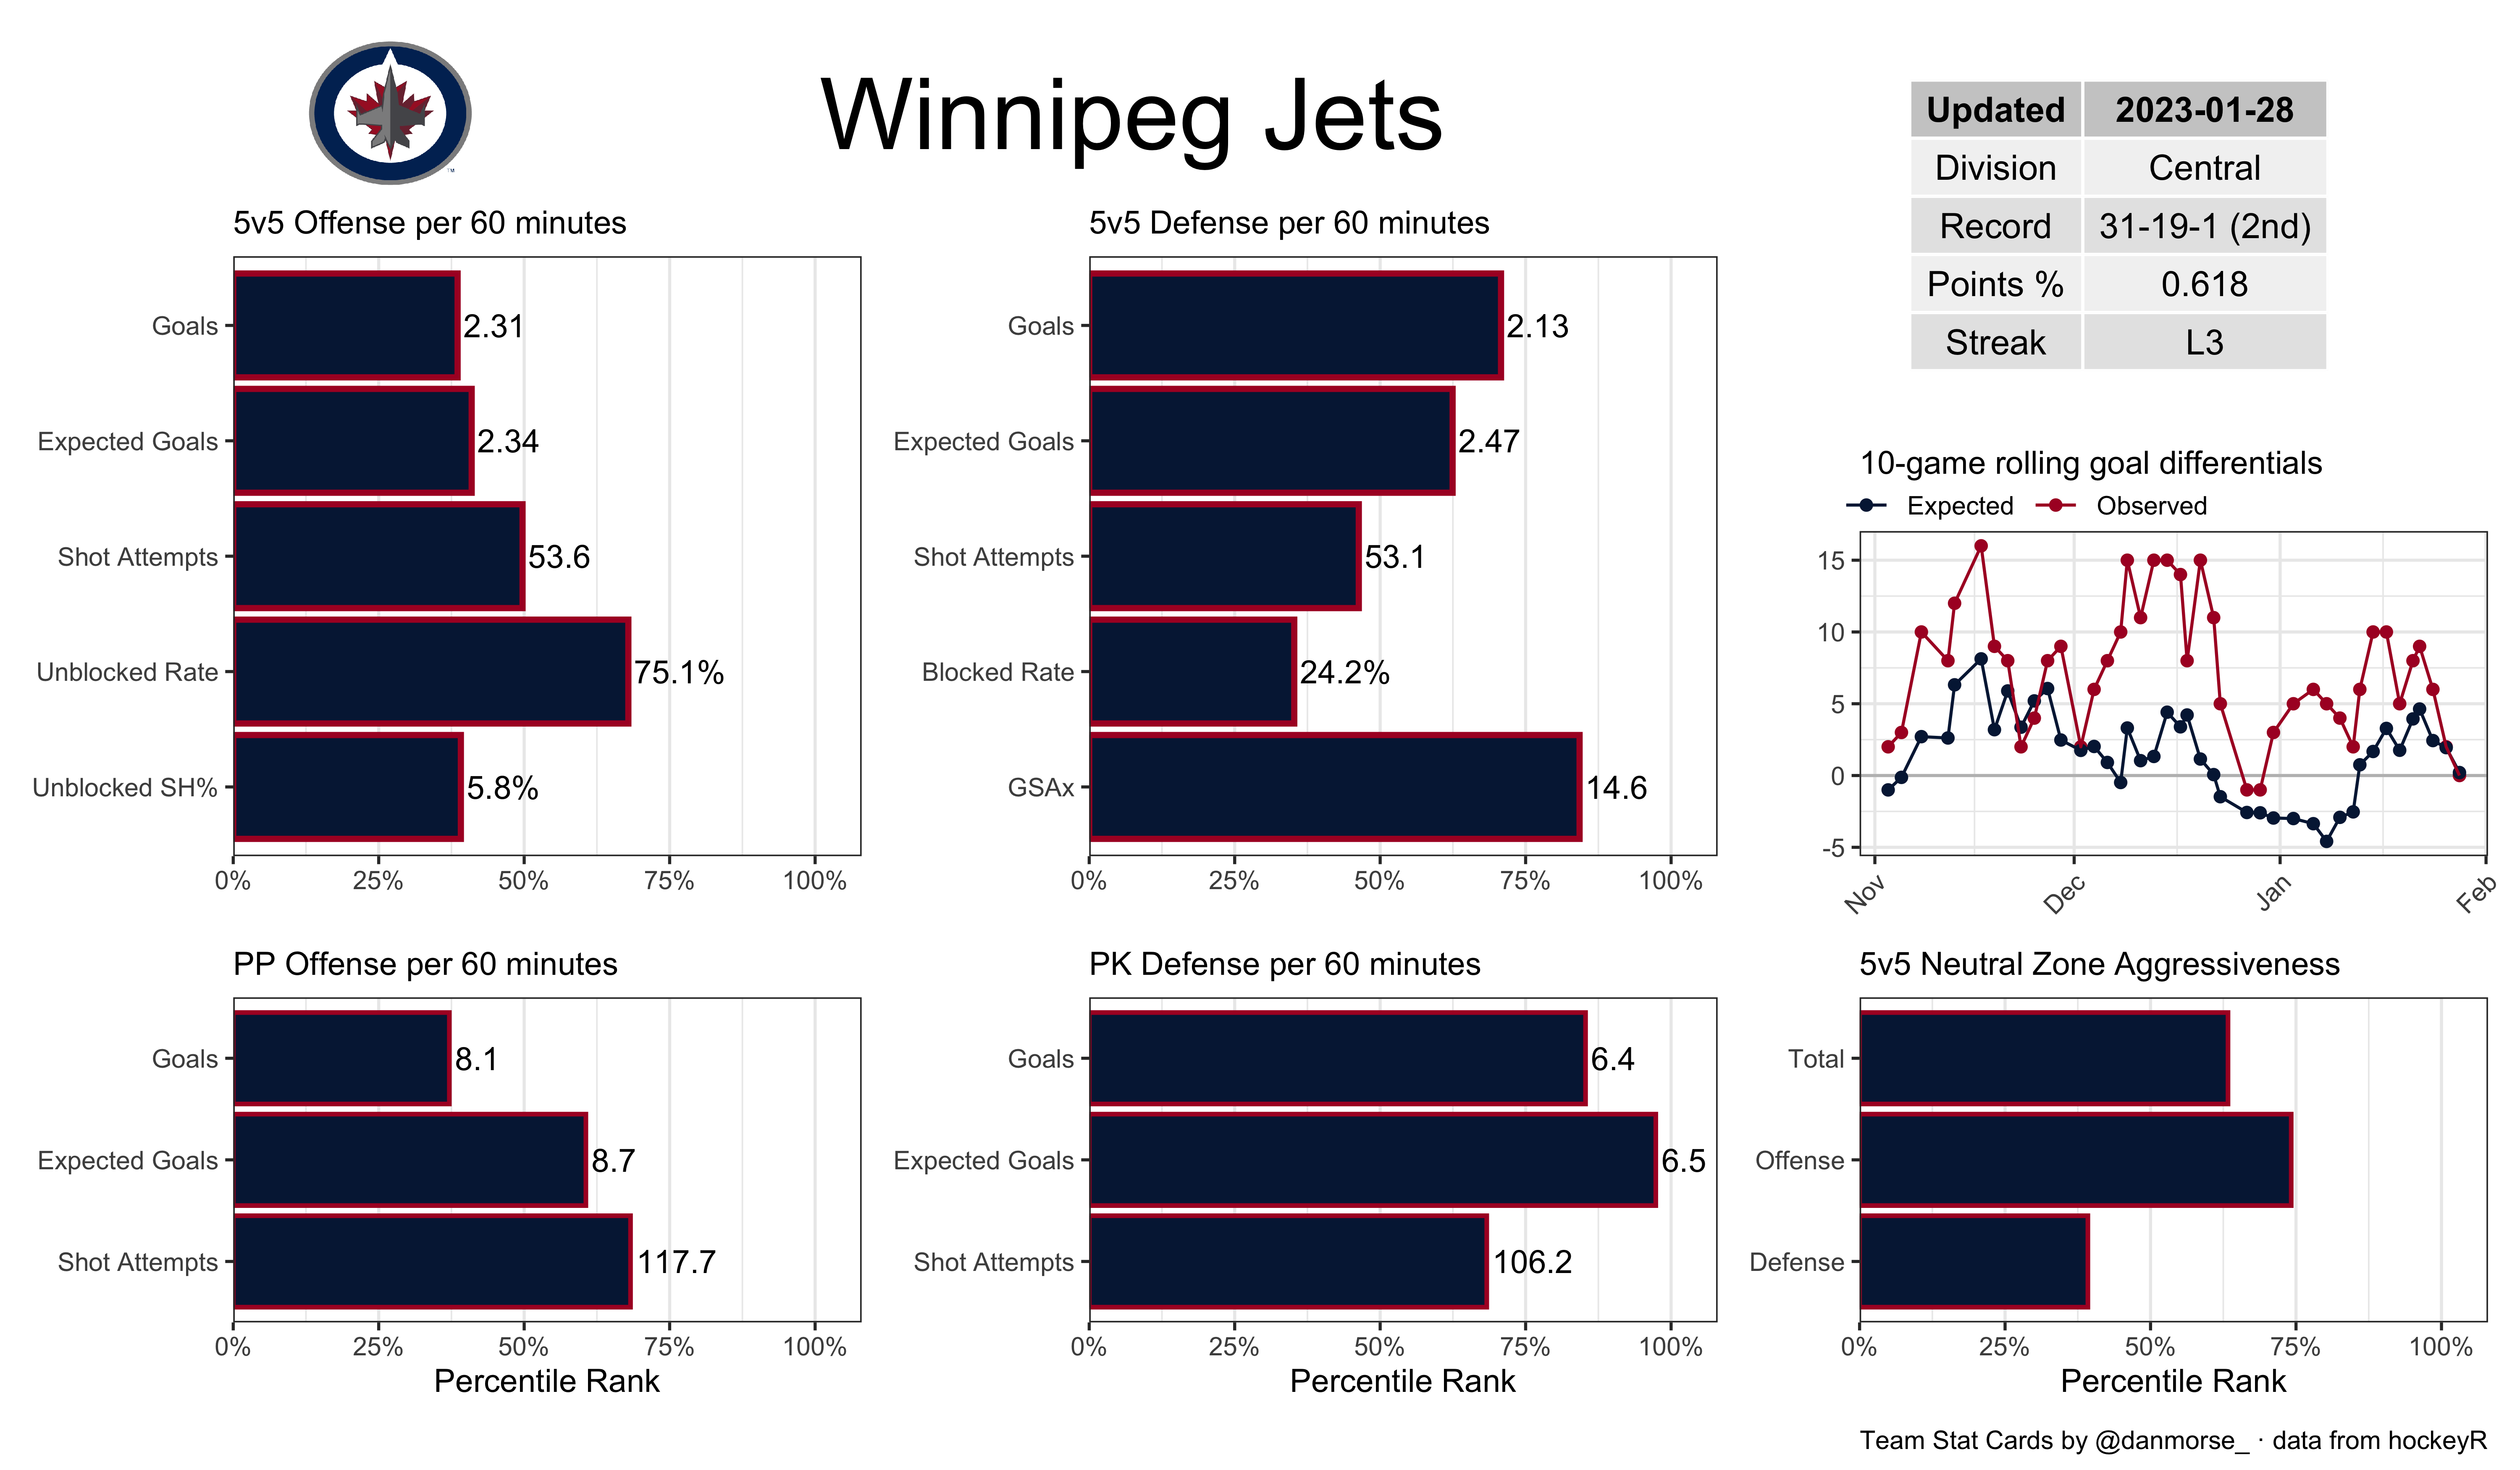 Winnipeg Jets
Updated 2023-01-28
Division Central
Record 31-19-1 (2nd)
Points % 0.618
Streak L3
5v5 Offense per 60 minutes
Goals 2.31
Expected Goals 2.34
Shot Attempts 53.6
Unblocked Rate 75.1%
Unblocked SH% 5.8%
0% 25% 50% 75% 100%
5v5 Defense per 60 minutes
Goals 2.13
Expected Goals 2.47
Shot Attempts 53.1
Blocked Rate 24.2%
GSAx 14.6
0% 25% 50% 75% 100%
10-game rolling goal differentials
Expected Observed
15
10
5
0
-5
Nov Dec Jan Feb
PP Offense per 60 minutes
Goals 8.1
Expected Goals 8.7
Shot Attempts 117.7
0% 25% 50% 75% 100%
Percentile Rank
PK Defense per 60 minutes
Goals 6.4
Expected Goals 6.5
Shot Attempts 106.2
0% 25% 50% 75% 100%
Percentile Rank
5v5 Neutral Zone Aggressiveness
Total
Offense
Defense
0% 25% 50% 75% 100%
Percentile Rank
Team Stat Cards by @danmorse_ · data from hockeyR